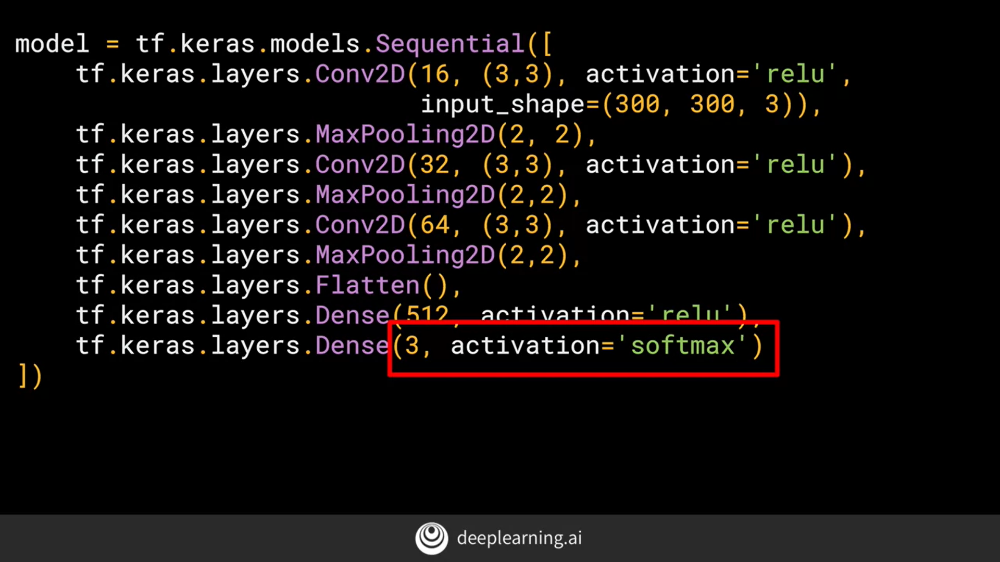 model = tf.keras.models.Sequential([
    tf.keras.layers.Conv2D(16, (3,3), activation='relu',
                           input_shape=(300, 300, 3)),
    tf.keras.layers.MaxPooling2D(2, 2),
    tf.keras.layers.Conv2D(32, (3,3), activation='relu'),
    tf.keras.layers.MaxPooling2D(2,2),
    tf.keras.layers.Conv2D(64, (3,3), activation='relu'),
    tf.keras.layers.MaxPooling2D(2,2),
    tf.keras.layers.Flatten(),
    tf.keras.layers.Dense(512, activation='relu'),
    tf.keras.layers.Dense(3, activation='softmax')
])
deeplearning.ai